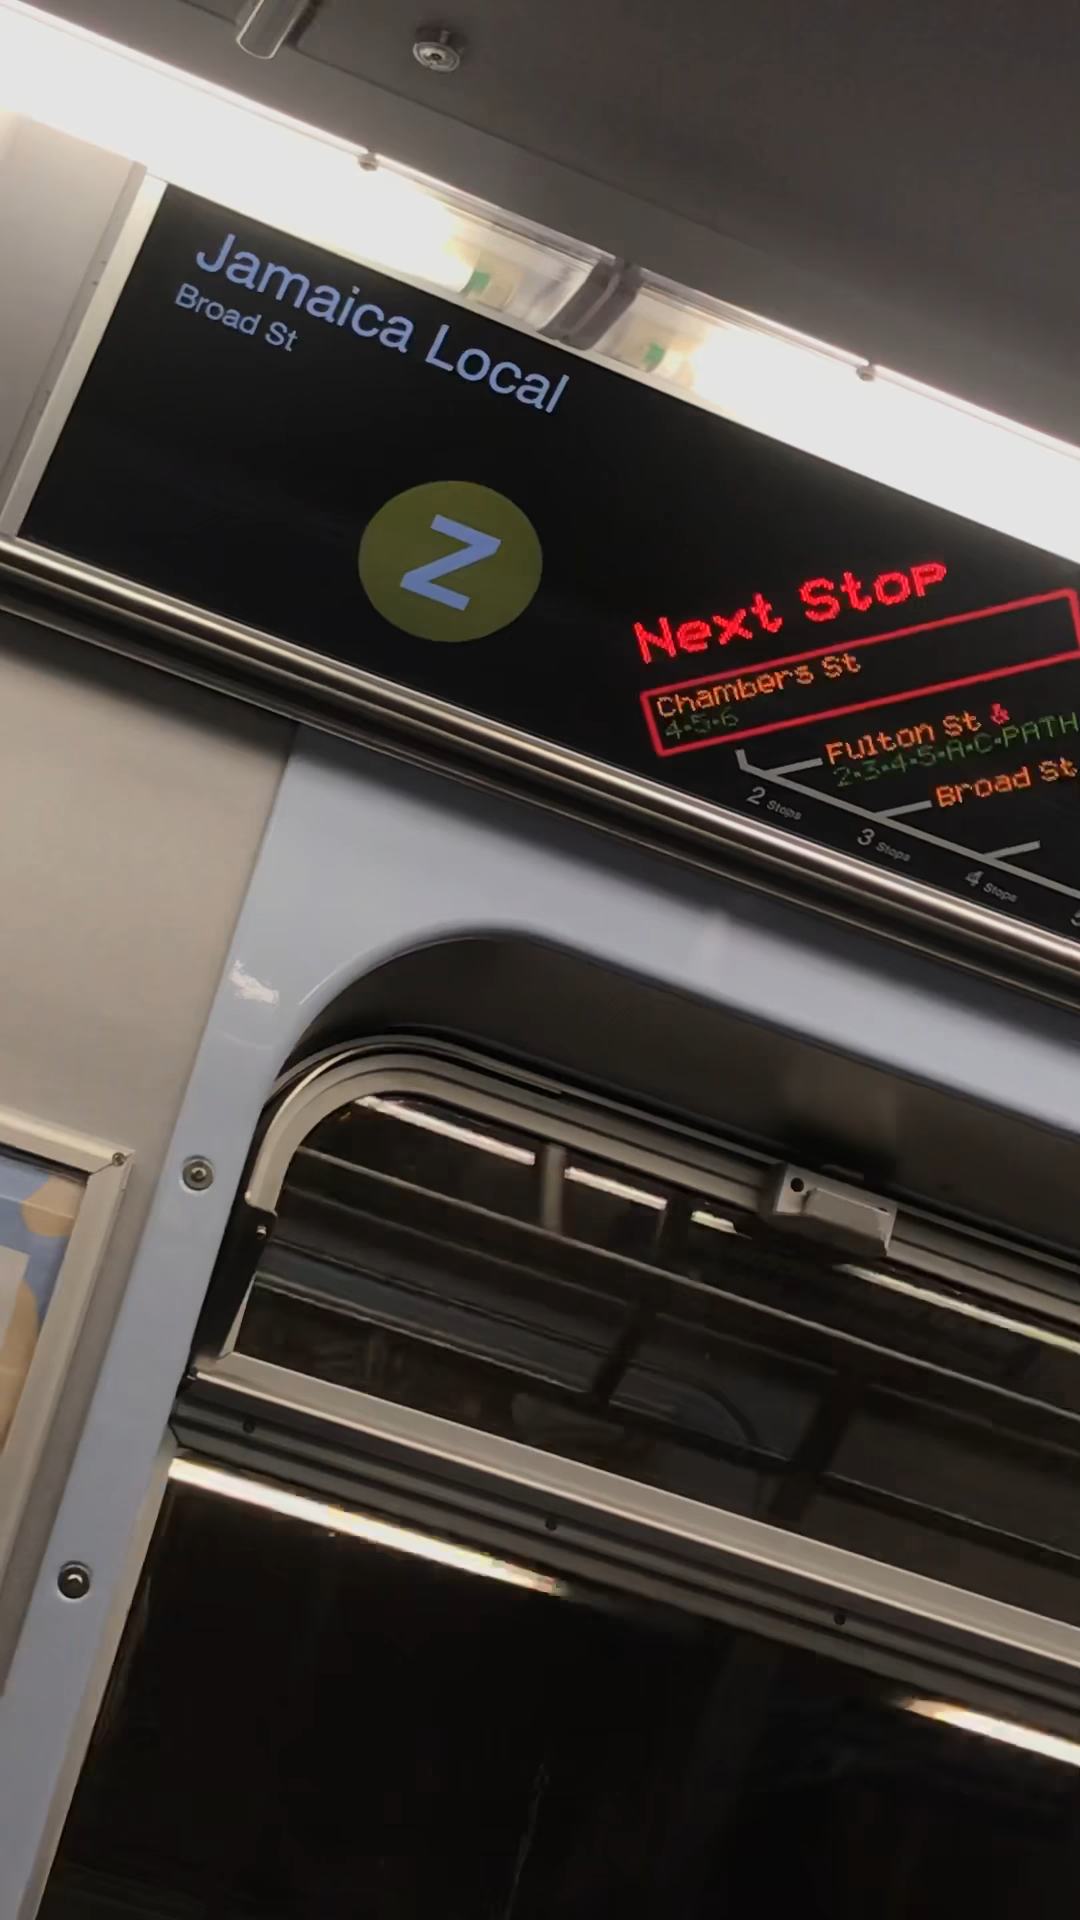 Jamaica Local
Broad St
Z
Next Stop
Chambers St
4•5•6
Fulton St &
2•3•4•5•A•C•PATH
Broad St
2 Stops
3 Stops
4 Stops